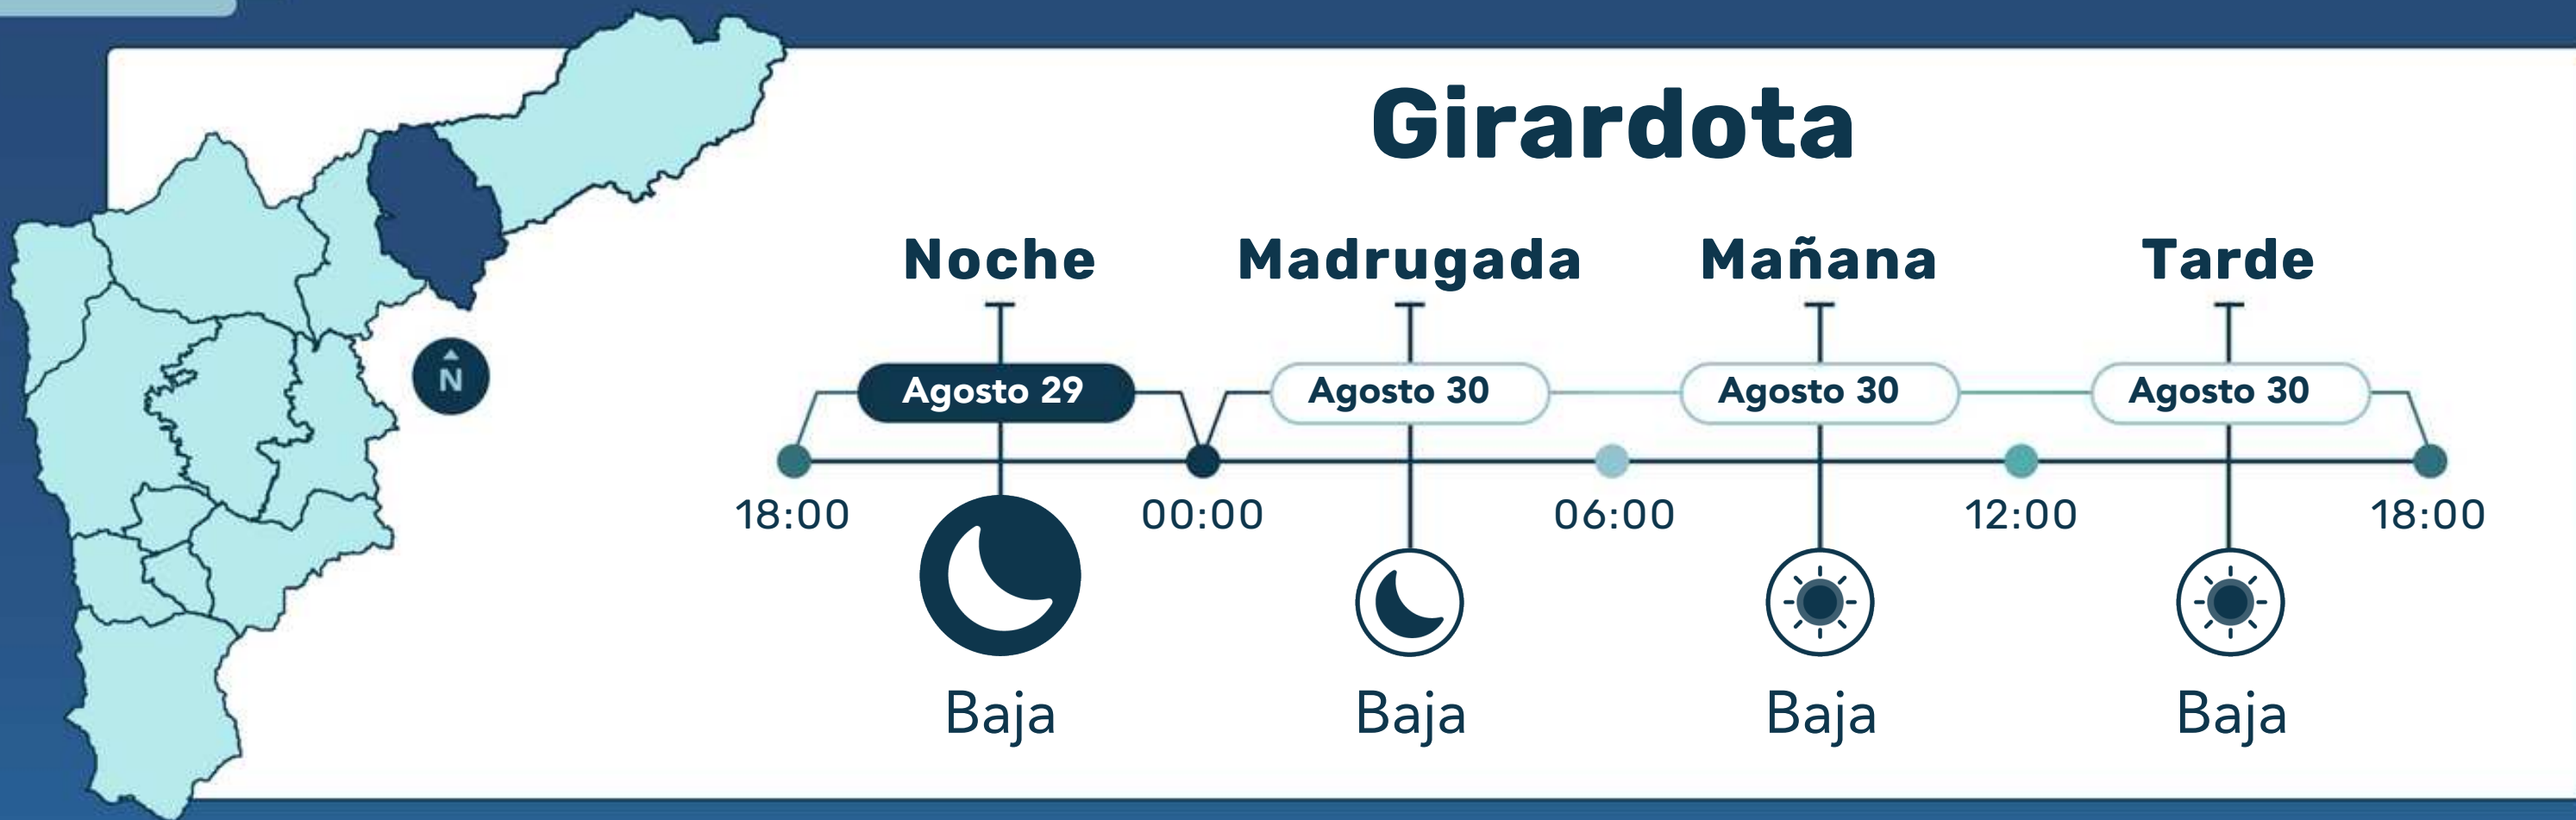 Girardota
Noche Madrugada Mañana Tarde
Agosto 29 Agosto 30 Agosto 30 Agosto 30
N
18:00 00:00 06:00 12:00 18:00
Baja Baja Baja Baja